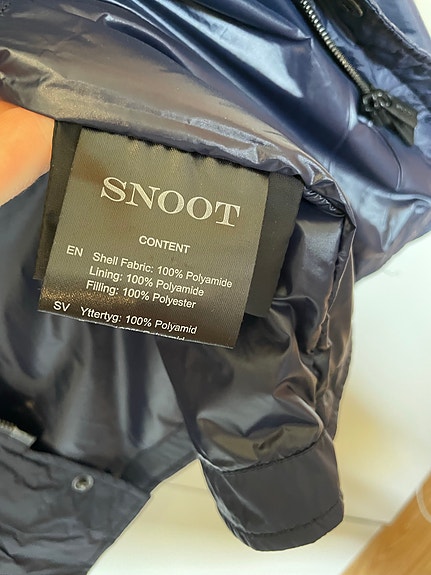 SNOOT
CONTENT
EN Shell Fabric: 100% Polyamide
Lining: 100% Polyamide
Filling: 100% Polyester
SV Yttertyg: 100% Polyamid